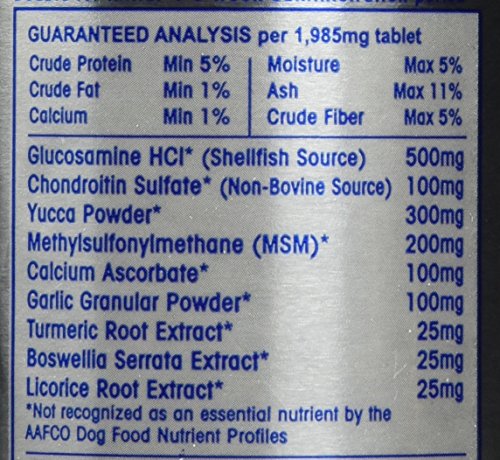 GUARANTEED ANALYSIS per 1,985mg tablet
Crude Protein Min 5% Moisture Max 5%
Crude Fat Min 1% Ash Max 11%
Calcium Min 1% Crude Fiber Max 5%
Glucosamine HCl* (Shellfish Source) 500mg
Chondroitin Sulfate* (Non-Bovine Source) 100mg
Yucca Powder* 300mg
Methylsulfonylmethane (MSM)* 200mg
Calcium Ascorbate* 100mg
Garlic Granular Powder* 100mg
Turmeric Root Extract* 25mg
Boswellia Serrata Extract* 25mg
Licorice Root Extract* 25mg
*Not recognized as an essential nutrient by the
AAFCO Dog Food Nutrient Profiles